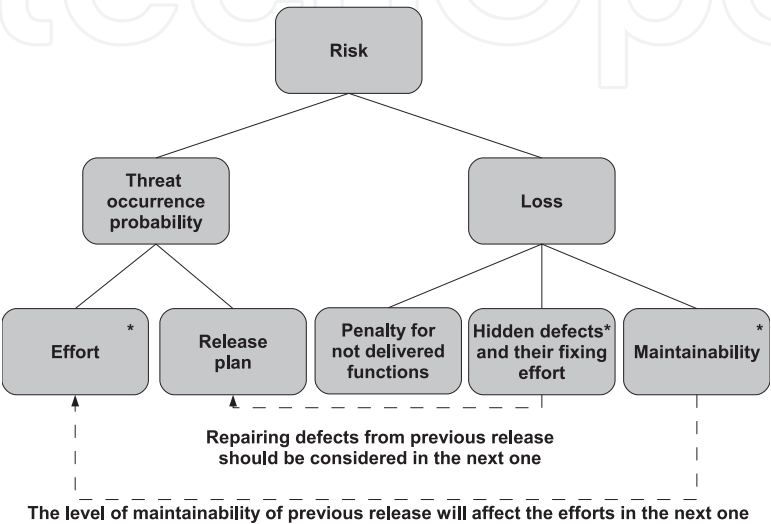 Risk
Threat
occurrence
probability
Loss
Effort *
Release
plan
Penalty for
not delivered
functions
Hidden defects*
and their fixing
effort
*
Maintainability
Repairing defects from previous release
should be considered in the next one
The level of maintainability of previous release will affect the efforts in the next one